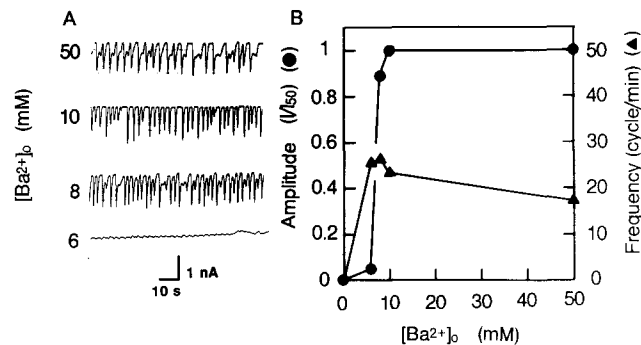 A
50
10
8
6
[Ba2+]o (mM)
1 nA
10 s
B
Amplitude (I/I50) (●)
1
0.8
0.6
0.4
0.2
0
50
40
30
20
10
0
Frequency (cycle/min) (▲)
0 10 20 30 40 50
[Ba2+]o (mM)